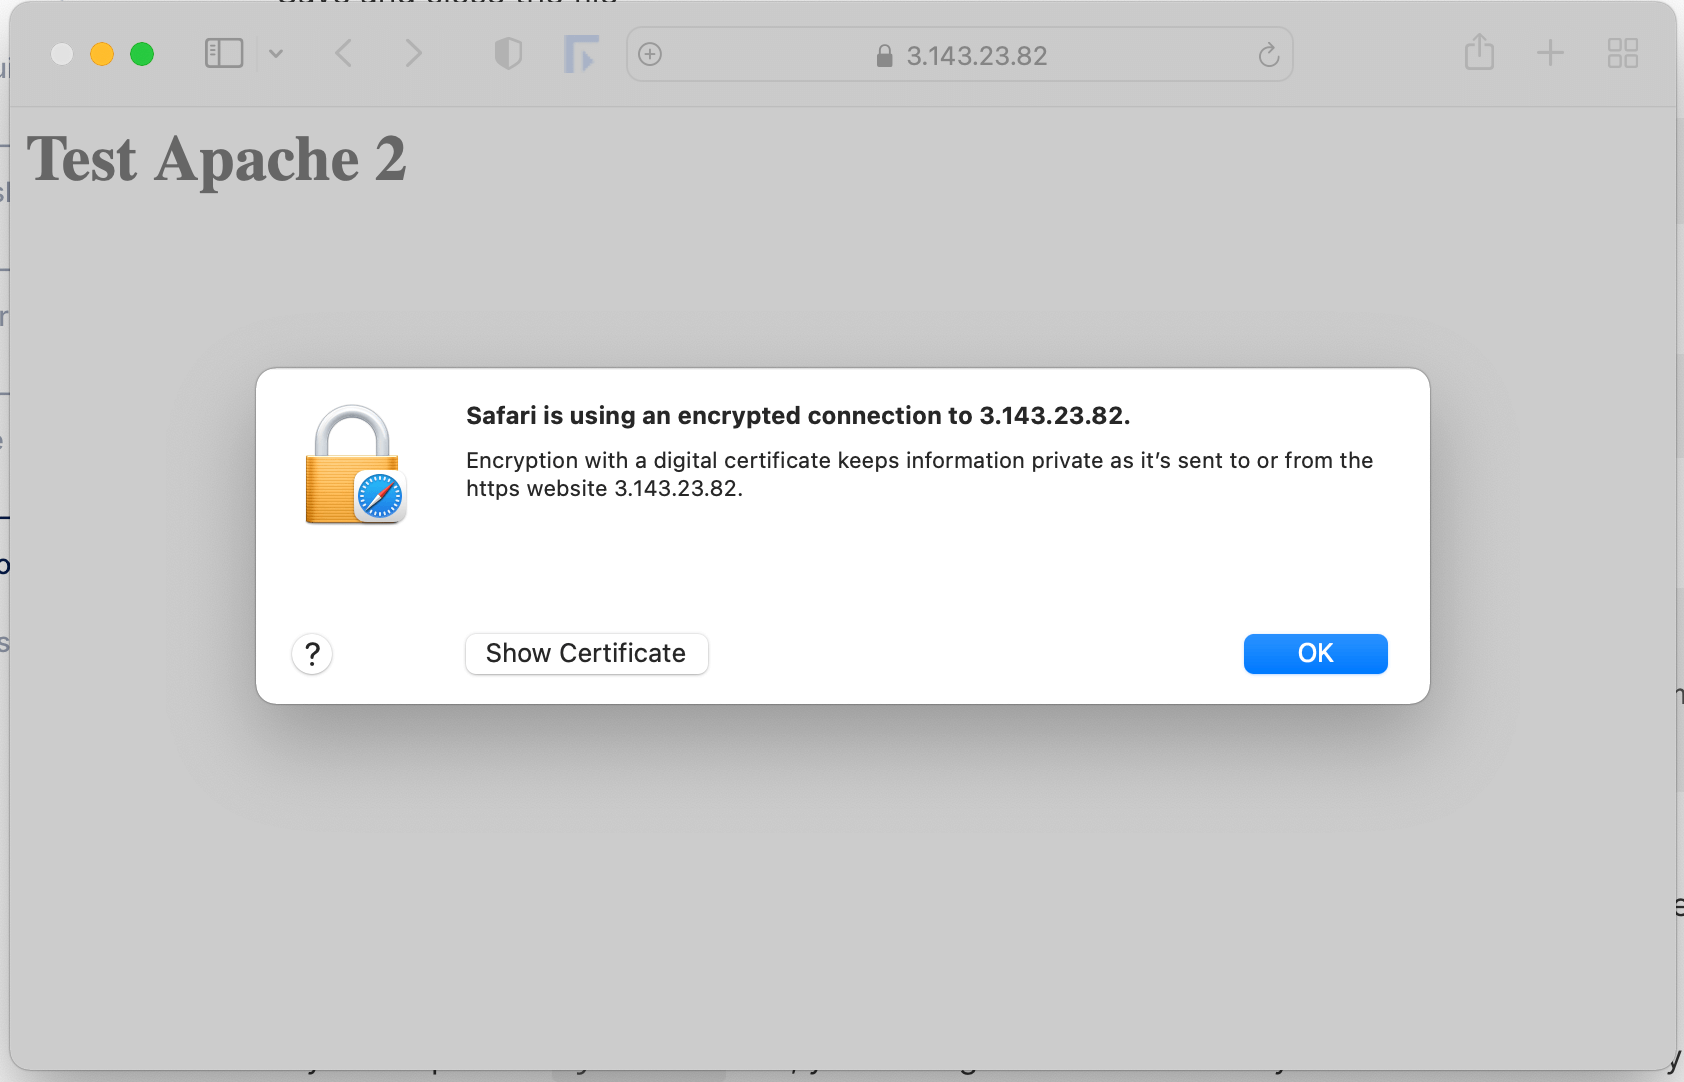 3.143.23.82
Test Apache 2
Safari is using an encrypted connection to 3.143.23.82.
Encryption with a digital certificate keeps information private as it’s sent to or from the
https website 3.143.23.82.
?
Show Certificate
OK